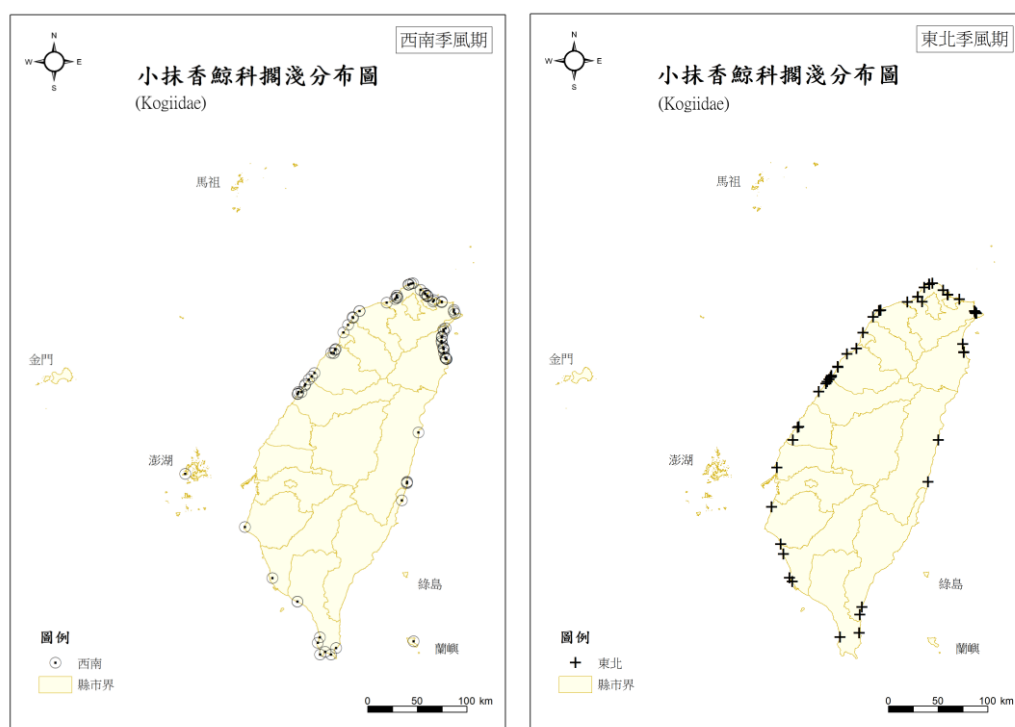 西南季風期
N
W
E
S
小抹香鯨科擱淺分布圖
(Kogiidae)
馬祖
金門
澎湖
綠島
蘭嶼
圖例
西南
縣市界
0 50 100 km
東北季風期
N
W
E
S
小抹香鯨科擱淺分布圖
(Kogiidae)
馬祖
金門
澎湖
綠島
蘭嶼
圖例
東北
縣市界
0 50 100 km